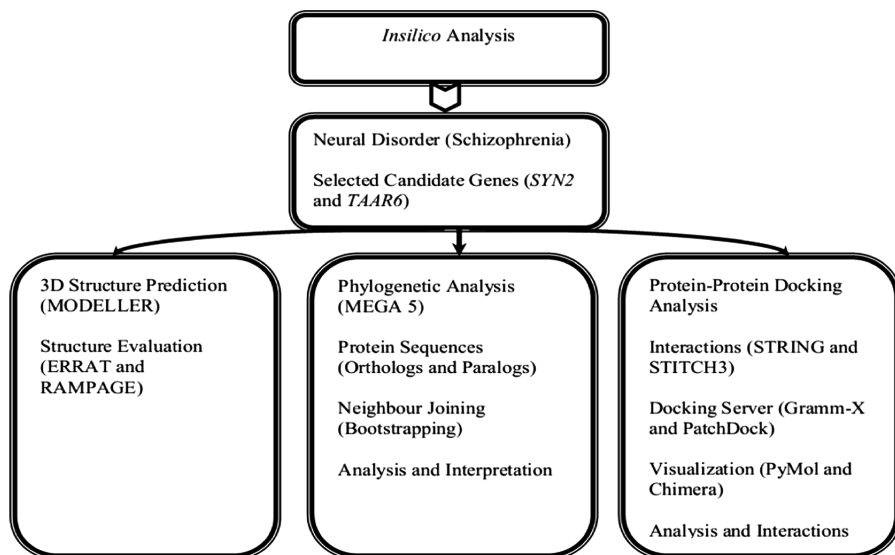 Insilico Analysis
Neural Disorder (Schizophrenia)
Selected Candidate Genes (SYN2
and TAAR6)
3D Structure Prediction
(MODELLER)
Structure Evaluation
(ERRAT and
RAMPAGE)
Phylogenetic Analysis
(MEGA 5)
Protein Sequences
(Orthologs and Paralogs)
Neighbour Joining
(Bootstrapping)
Analysis and Interpretation
Protein-Protein Docking
Analysis
Interactions (STRING and
STITCH3)
Docking Server (Gramm-X
and PatchDock)
Visualization (PyMol and
Chimera)
Analysis and Interactions